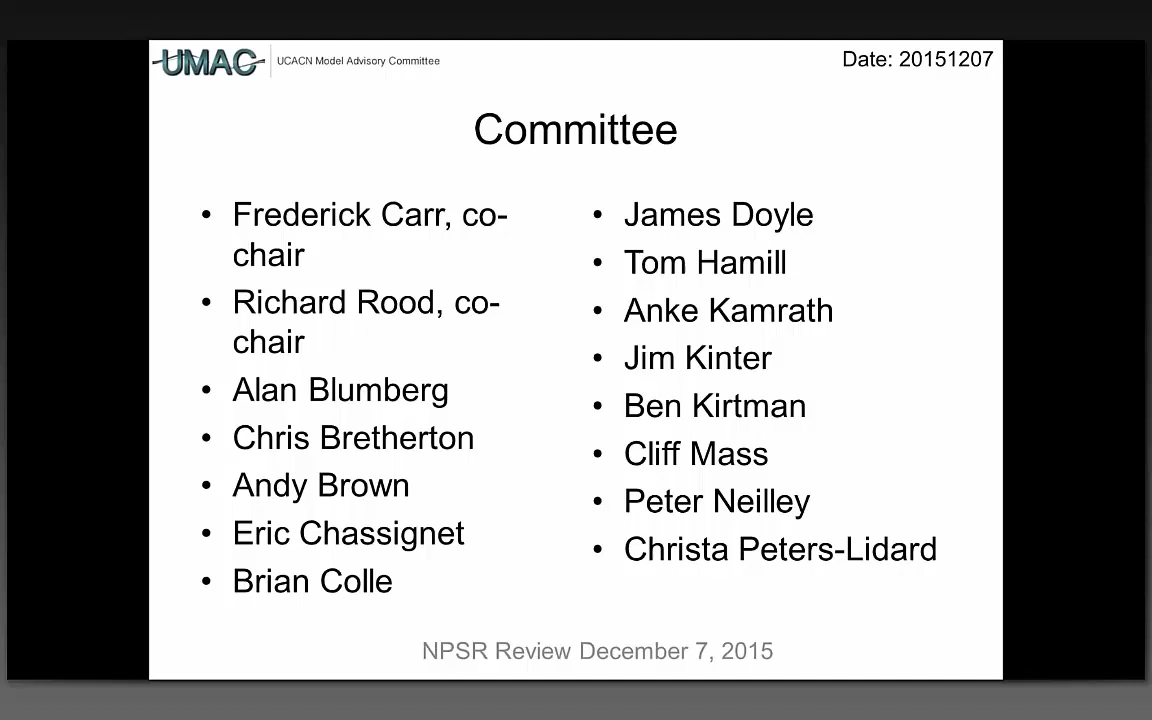 UMAC
UCACN Model Advisory Committee
Date: 20151207
Committee
• Frederick Carr, co-
chair
• Richard Rood, co-
chair
• Alan Blumberg
• Chris Bretherton
• Andy Brown
• Eric Chassignet
• Brian Colle
• James Doyle
• Tom Hamill
• Anke Kamrath
• Jim Kinter
• Ben Kirtman
• Cliff Mass
• Peter Neilley
• Christa Peters-Lidard
NPSR Review December 7, 2015